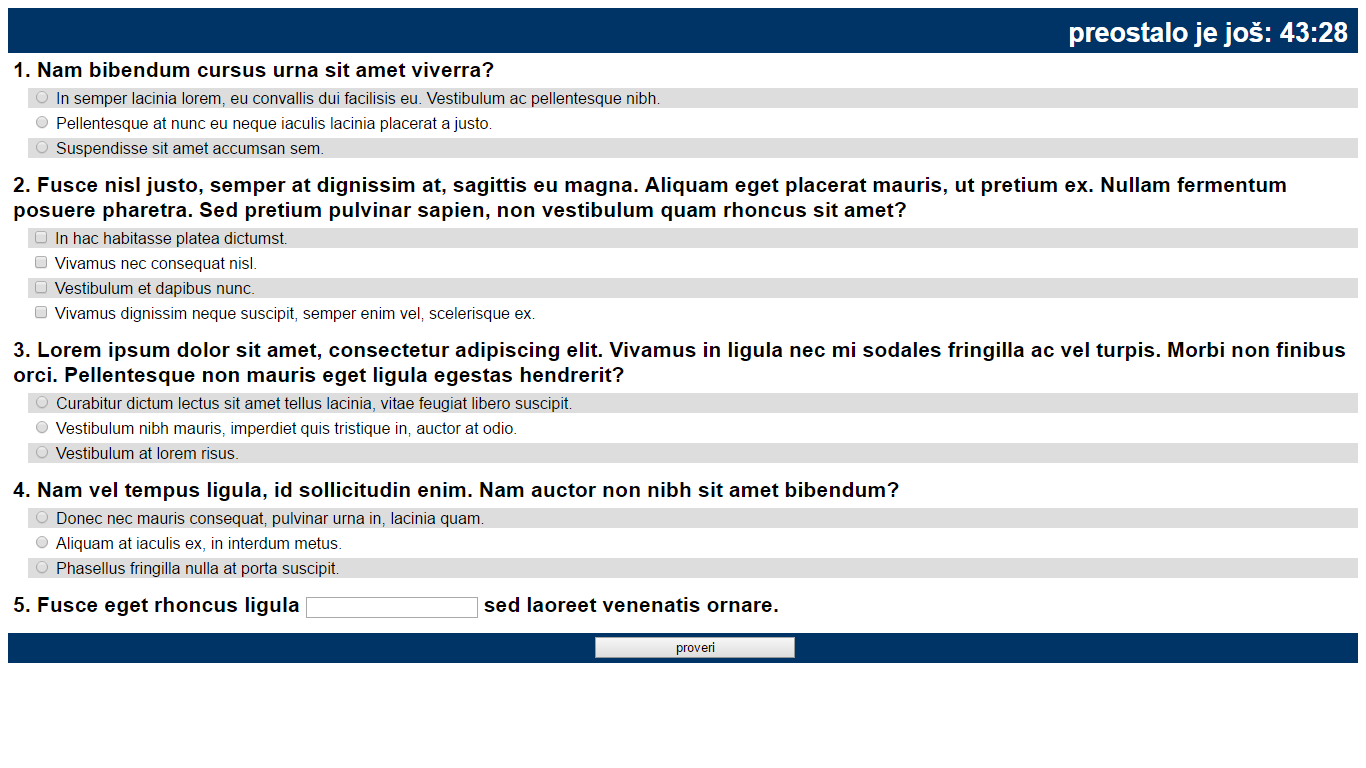 preostalo je još: 43:28
1. Nam bibendum cursus urna sit amet viverra?
In semper lacinia lorem, eu convallis dui facilisis eu. Vestibulum ac pellentesque nibh.
Pellentesque at nunc eu neque iaculis lacinia placerat a justo.
Suspendisse sit amet accumsan sem.
2. Fusce nisl justo, semper at dignissim at, sagittis eu magna. Aliquam eget placerat mauris, ut pretium ex. Nullam fermentum
posuere pharetra. Sed pretium pulvinar sapien, non vestibulum quam rhoncus sit amet?
In hac habitasse platea dictumst.
Vivamus nec consequat nisl.
Vestibulum et dapibus nunc.
Vivamus dignissim neque suscipit, semper enim vel, scelerisque ex.
3. Lorem ipsum dolor sit amet, consectetur adipiscing elit. Vivamus in ligula nec mi sodales fringilla ac vel turpis. Morbi non finibus
orci. Pellentesque non mauris eget ligula egestas hendrerit?
Curabitur dictum lectus sit amet tellus lacinia, vitae feugiat libero suscipit.
Vestibulum nibh mauris, imperdiet quis tristique in, auctor at odio.
Vestibulum at lorem risus.
4. Nam vel tempus ligula, id sollicitudin enim. Nam auctor non nibh sit amet bibendum?
Donec nec mauris consequat, pulvinar urna in, lacinia quam.
Aliquam at iaculis ex, in interdum metus.
Phasellus fringilla nulla at porta suscipit.
5. Fusce eget rhoncus ligula sed laoreet venenatis ornare.
proveri